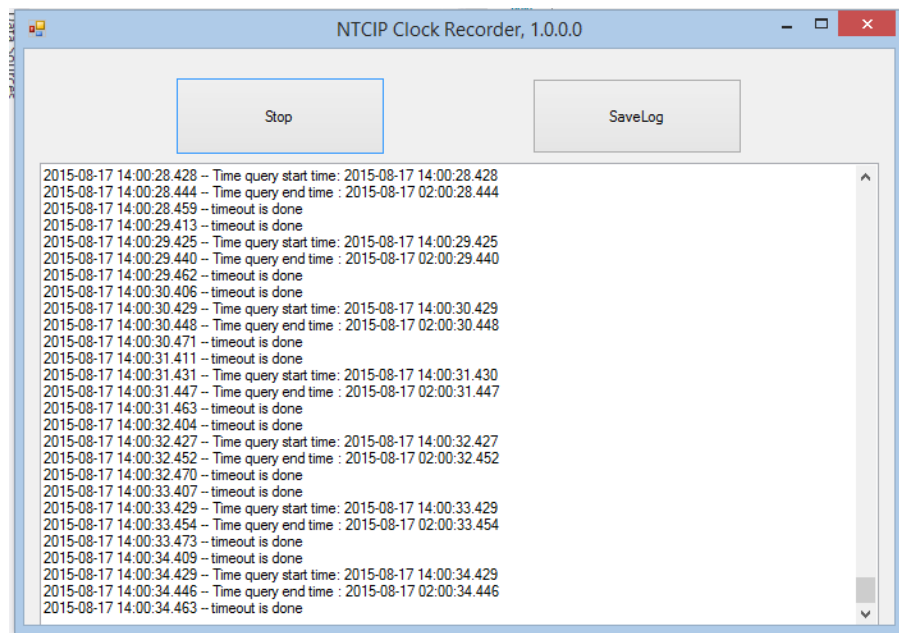 NTCIP Clock Recorder, 1.0.0.0
Stop
SaveLog
2015-08-17 14:00:28.428 -- Time query start time: 2015-08-17 14:00:28.428
2015-08-17 14:00:28.444 -- Time query end time : 2015-08-17 02:00:28.444
2015-08-17 14:00:28.459 -- timeout is done
2015-08-17 14:00:29.413 -- timeout is done
2015-08-17 14:00:29.425 -- Time query start time: 2015-08-17 14:00:29.425
2015-08-17 14:00:29.440 -- Time query end time : 2015-08-17 02:00:29.440
2015-08-17 14:00:29.462 -- timeout is done
2015-08-17 14:00:30.406 -- timeout is done
2015-08-17 14:00:30.429 -- Time query start time: 2015-08-17 14:00:30.429
2015-08-17 14:00:30.448 -- Time query end time : 2015-08-17 02:00:30.448
2015-08-17 14:00:30.471 -- timeout is done
2015-08-17 14:00:31.411 -- timeout is done
2015-08-17 14:00:31.431 -- Time query start time: 2015-08-17 14:00:31.430
2015-08-17 14:00:31.447 -- Time query end time : 2015-08-17 02:00:31.447
2015-08-17 14:00:31.463 -- timeout is done
2015-08-17 14:00:32.404 -- timeout is done
2015-08-17 14:00:32.427 -- Time query start time: 2015-08-17 14:00:32.427
2015-08-17 14:00:32.452 -- Time query end time : 2015-08-17 02:00:32.452
2015-08-17 14:00:32.470 -- timeout is done
2015-08-17 14:00:33.407 -- timeout is done
2015-08-17 14:00:33.429 -- Time query start time: 2015-08-17 14:00:33.429
2015-08-17 14:00:33.454 -- Time query end time : 2015-08-17 02:00:33.454
2015-08-17 14:00:33.473 -- timeout is done
2015-08-17 14:00:34.409 -- timeout is done
2015-08-17 14:00:34.429 -- Time query start time: 2015-08-17 14:00:34.429
2015-08-17 14:00:34.446 -- Time query end time : 2015-08-17 02:00:34.446
2015-08-17 14:00:34.463 -- timeout is done